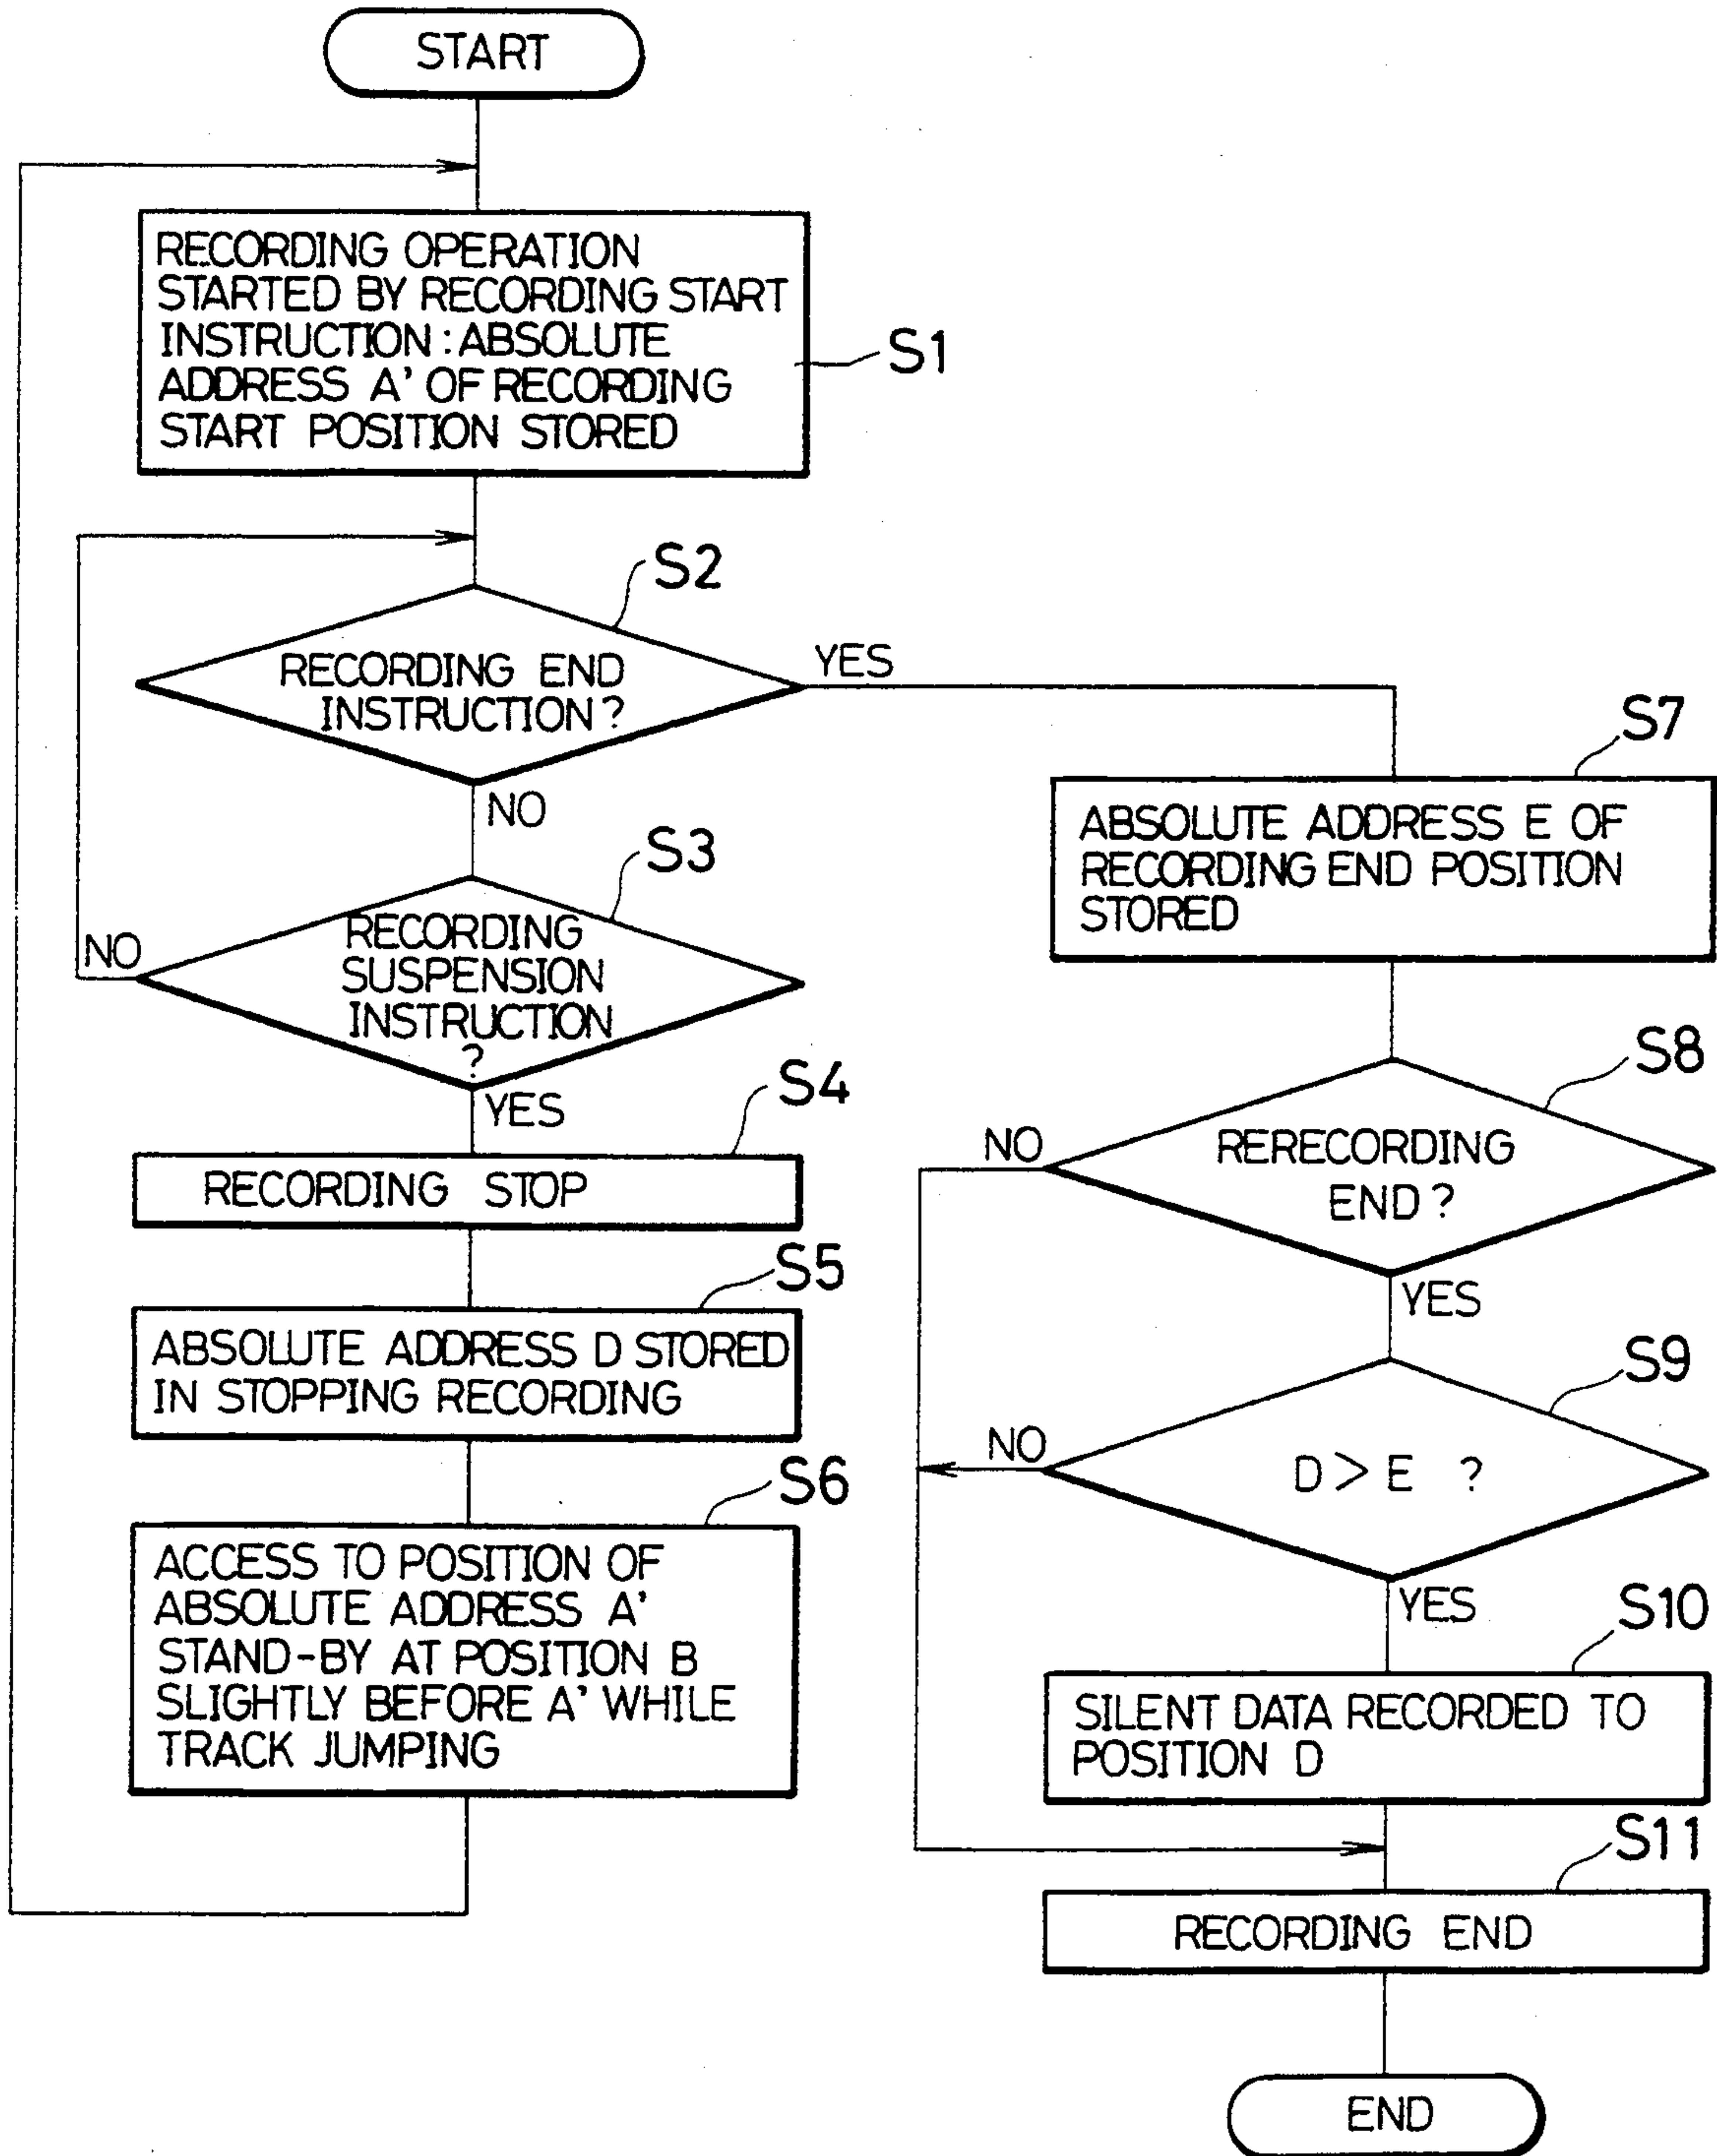 START
RECORDING OPERATION
STARTED BY RECORDING START
INSTRUCTION : ABSOLUTE
ADDRESS A' OF RECORDING
START POSITION STORED
S1
S2
RECORDING END
INSTRUCTION ?
YES
NO
S3
RECORDING
SUSPENSION
INSTRUCTION
?
NO
YES
S4
RECORDING STOP
S5
ABSOLUTE ADDRESS D STORED
IN STOPPING RECORDING
S6
ACCESS TO POSITION OF
ABSOLUTE ADDRESS A'
STAND-BY AT POSITION B
SLIGHTLY BEFORE A' WHILE
TRACK JUMPING
S7
ABSOLUTE ADDRESS E OF
RECORDING END POSITION
STORED
S8
RERECORDING
END ?
NO
YES
S9
D > E ?
NO
YES
S10
SILENT DATA RECORDED TO
POSITION D
S11
RECORDING END
END